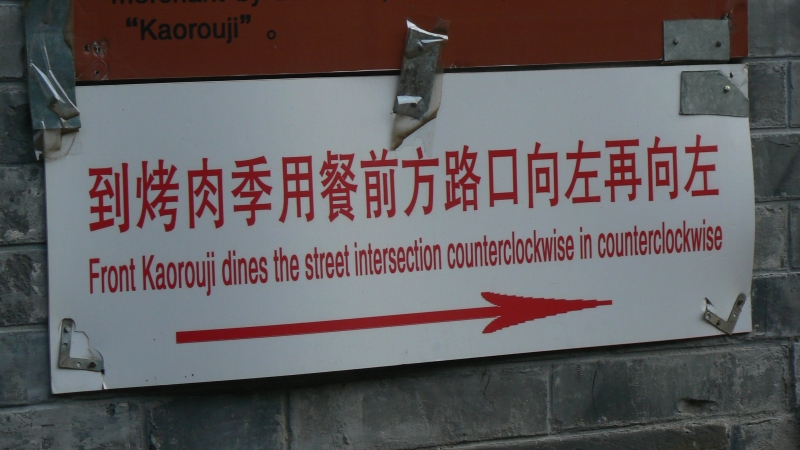 "Kaorouji" 。
到烤肉季用餐前方路口向左再向左
Front Kaorouji dines the street intersection counterclockwise in counterclockwise